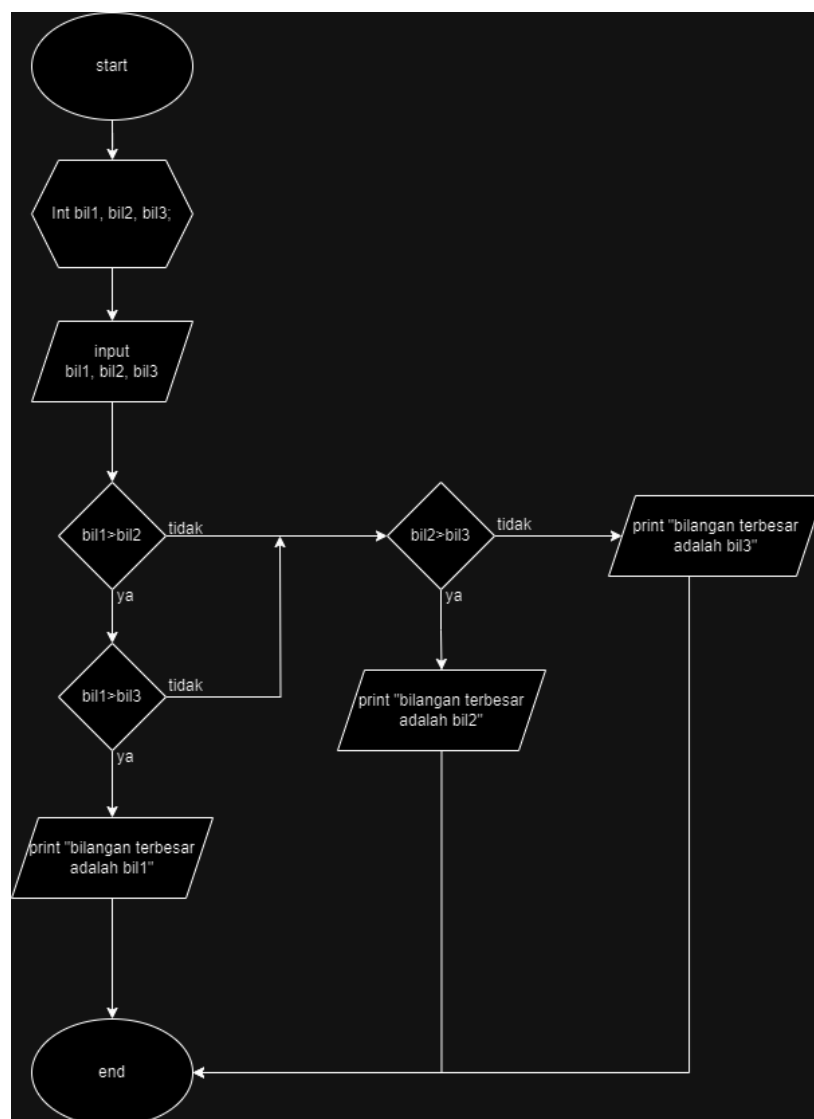 start
Int bil1, bil2, bil3;
input
bil1, bil2, bil3
bil1>bil2
tidak
ya
bil2>bil3
tidak
ya
print "bilangan terbesar
adalah bil3"
bil1>bil3
tidak
ya
print "bilangan terbesar
adalah bil2"
print "bilangan terbesar
adalah bil1"
end